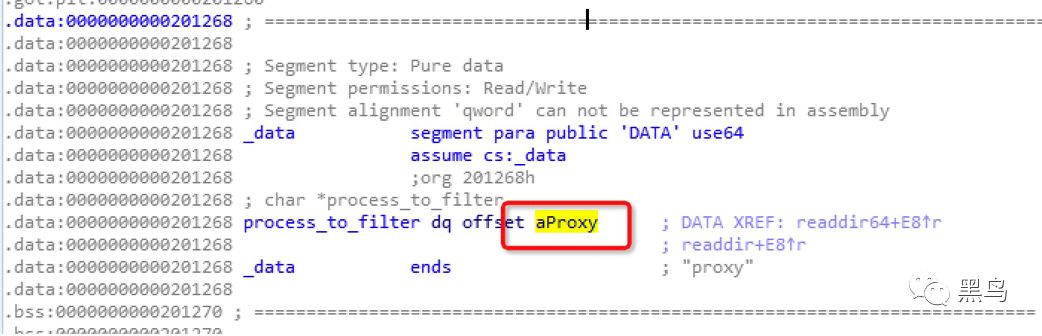 .got.plt:0000000000201260
.data:0000000000201268 ; ===========================================================================
.data:0000000000201268
.data:0000000000201268 ; Segment type: Pure data
.data:0000000000201268 ; Segment permissions: Read/Write
.data:0000000000201268 ; Segment alignment 'qword' can not be represented in assembly
.data:0000000000201268 _data segment para public 'DATA' use64
.data:0000000000201268 assume cs:_data
.data:0000000000201268 ;org 201268h
.data:0000000000201268 ; char *process_to_filter
.data:0000000000201268 process_to_filter dq offset aProxy ; DATA XREF: readdir64+E8↑r
.data:0000000000201268 ; readdir+E8↑r
.data:0000000000201268 _data ends ; "proxy"
.data:0000000000201268
.bss:0000000000201270 ; ===========================================================================
.bss:0000000000201270
黑鸟